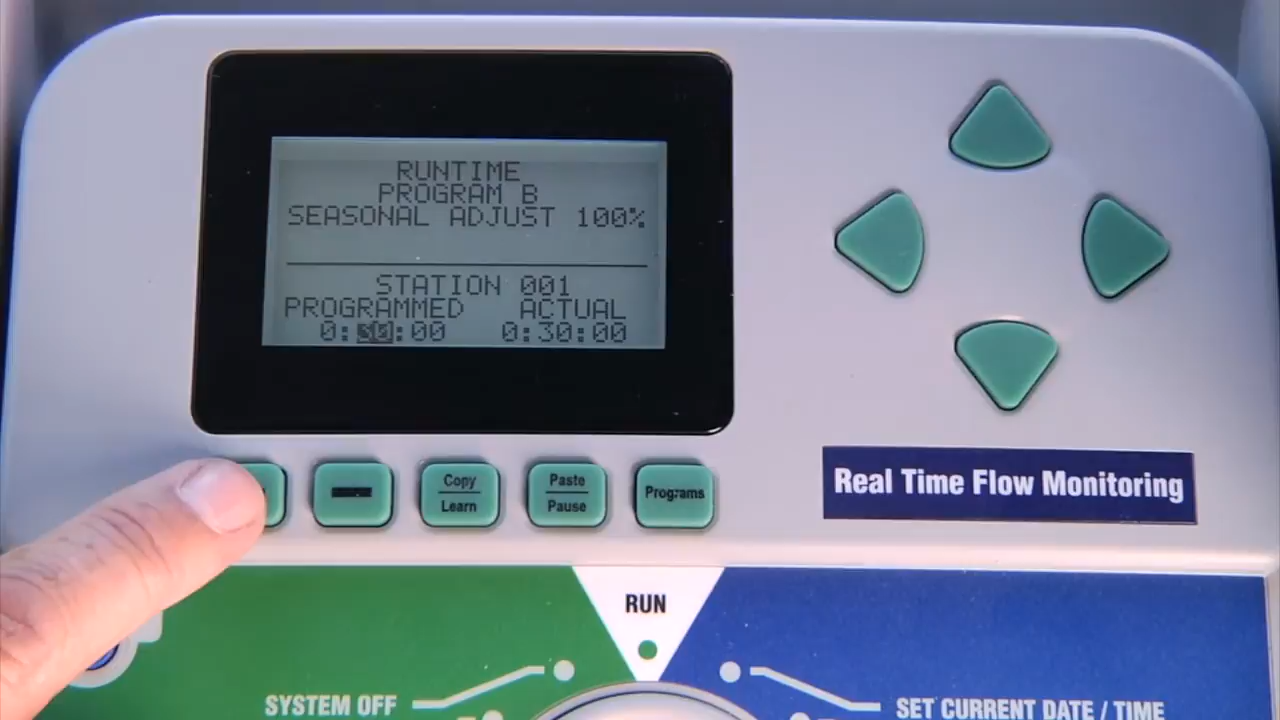 RUNTIME
PROGRAM B
SEASONAL ADJUST 100%
STATION 001
PROGRAMMED ACTUAL
0:30:00 0:30:00
Copy
Learn
Paste
Pause
Programs
Real Time Flow Monitoring
RUN
SYSTEM OFF
SET CURRENT DATE / TIME